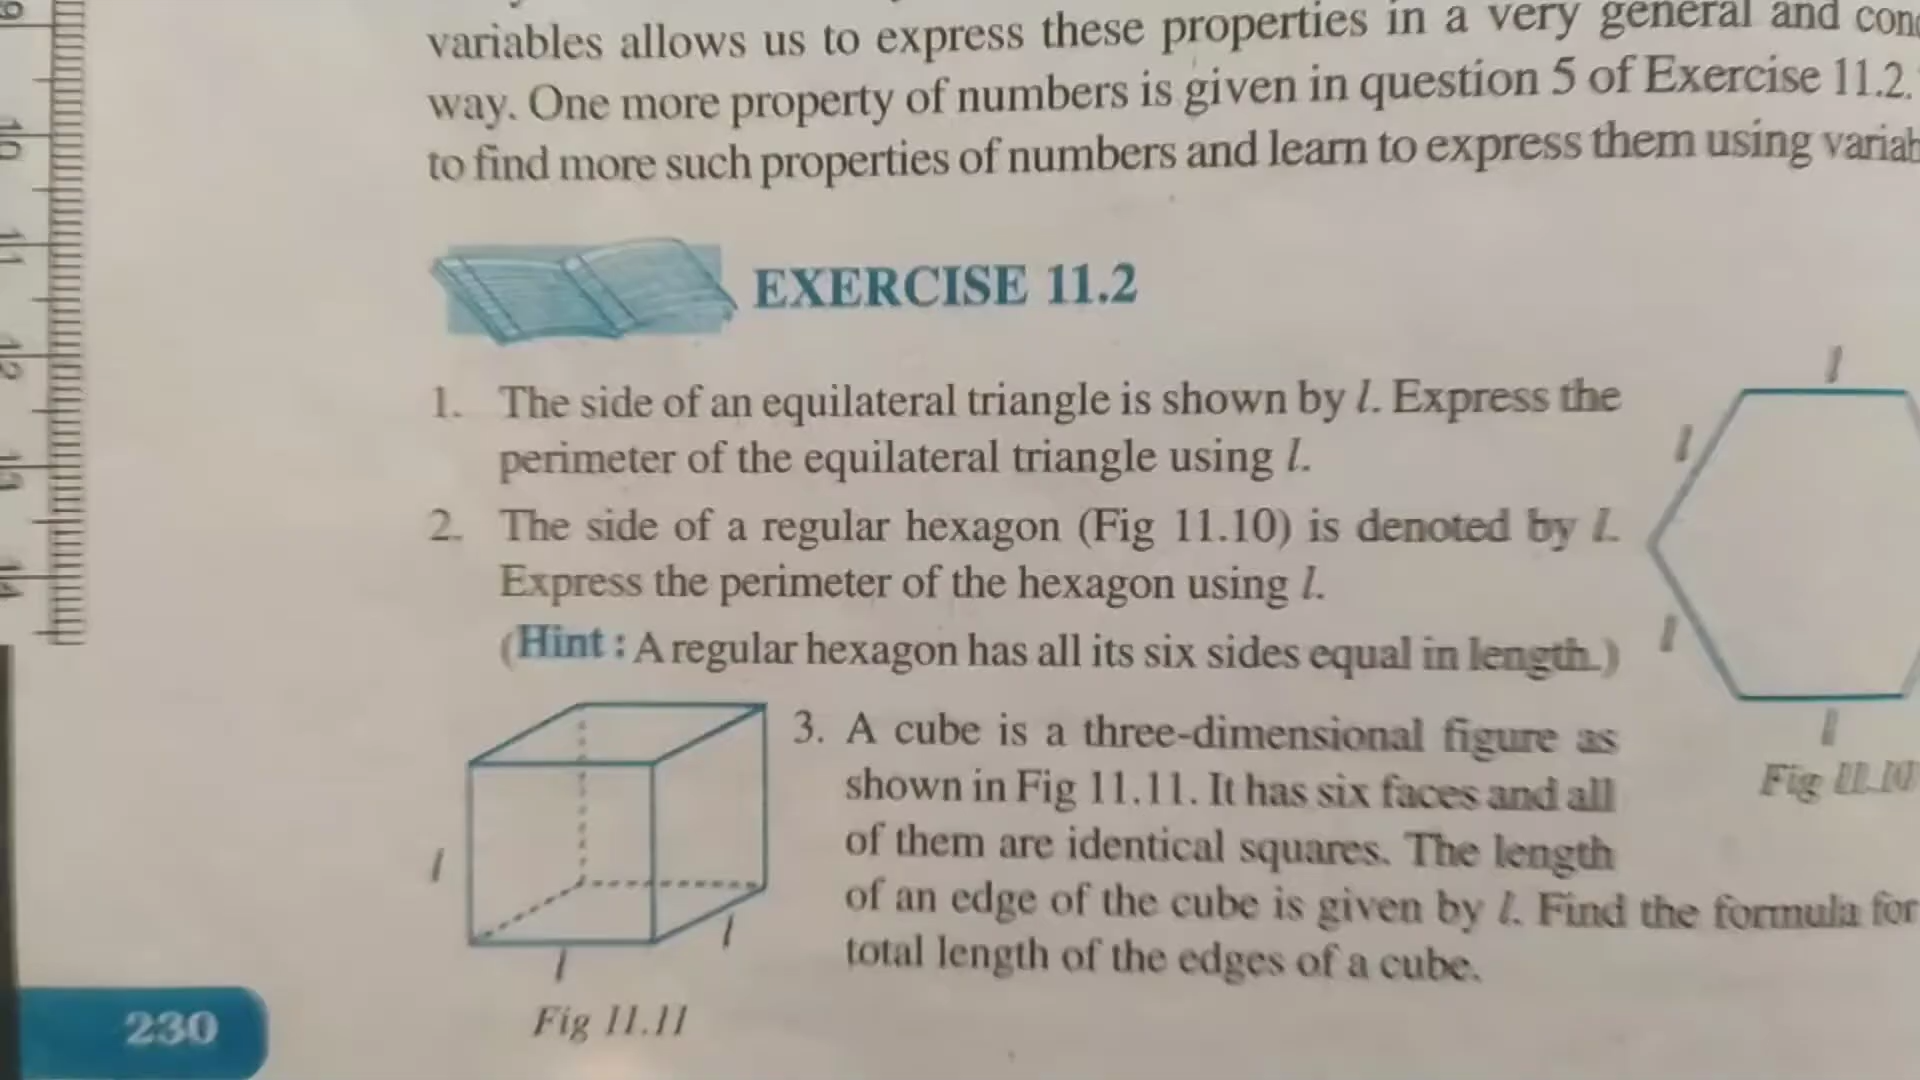 variables allows us to express these properties in a very general and
way. One more property of numbers is given in question 5 of Exercise 11.2.
to find more such properties of numbers and learn to express them using
EXERCISE 11.2
1. The side of an equilateral triangle is shown by l. Express the
perimeter of the equilateral triangle using l.
2. The side of a regular hexagon (Fig 11.10) is denoted by l.
Express the perimeter of the hexagon using l.
(Hint : A regular hexagon has all its six sides equal in length.)
l
l
l
l
Fig 11.10
3. A cube is a three-dimensional figure as
shown in Fig 11.11. It has six faces and all
of them are identical squares. The length
of an edge of the cube is given by l. Find the formula for
total length of the edges of a cube.
l
l
l
Fig 11.11
230
9
10
11
12
13
14